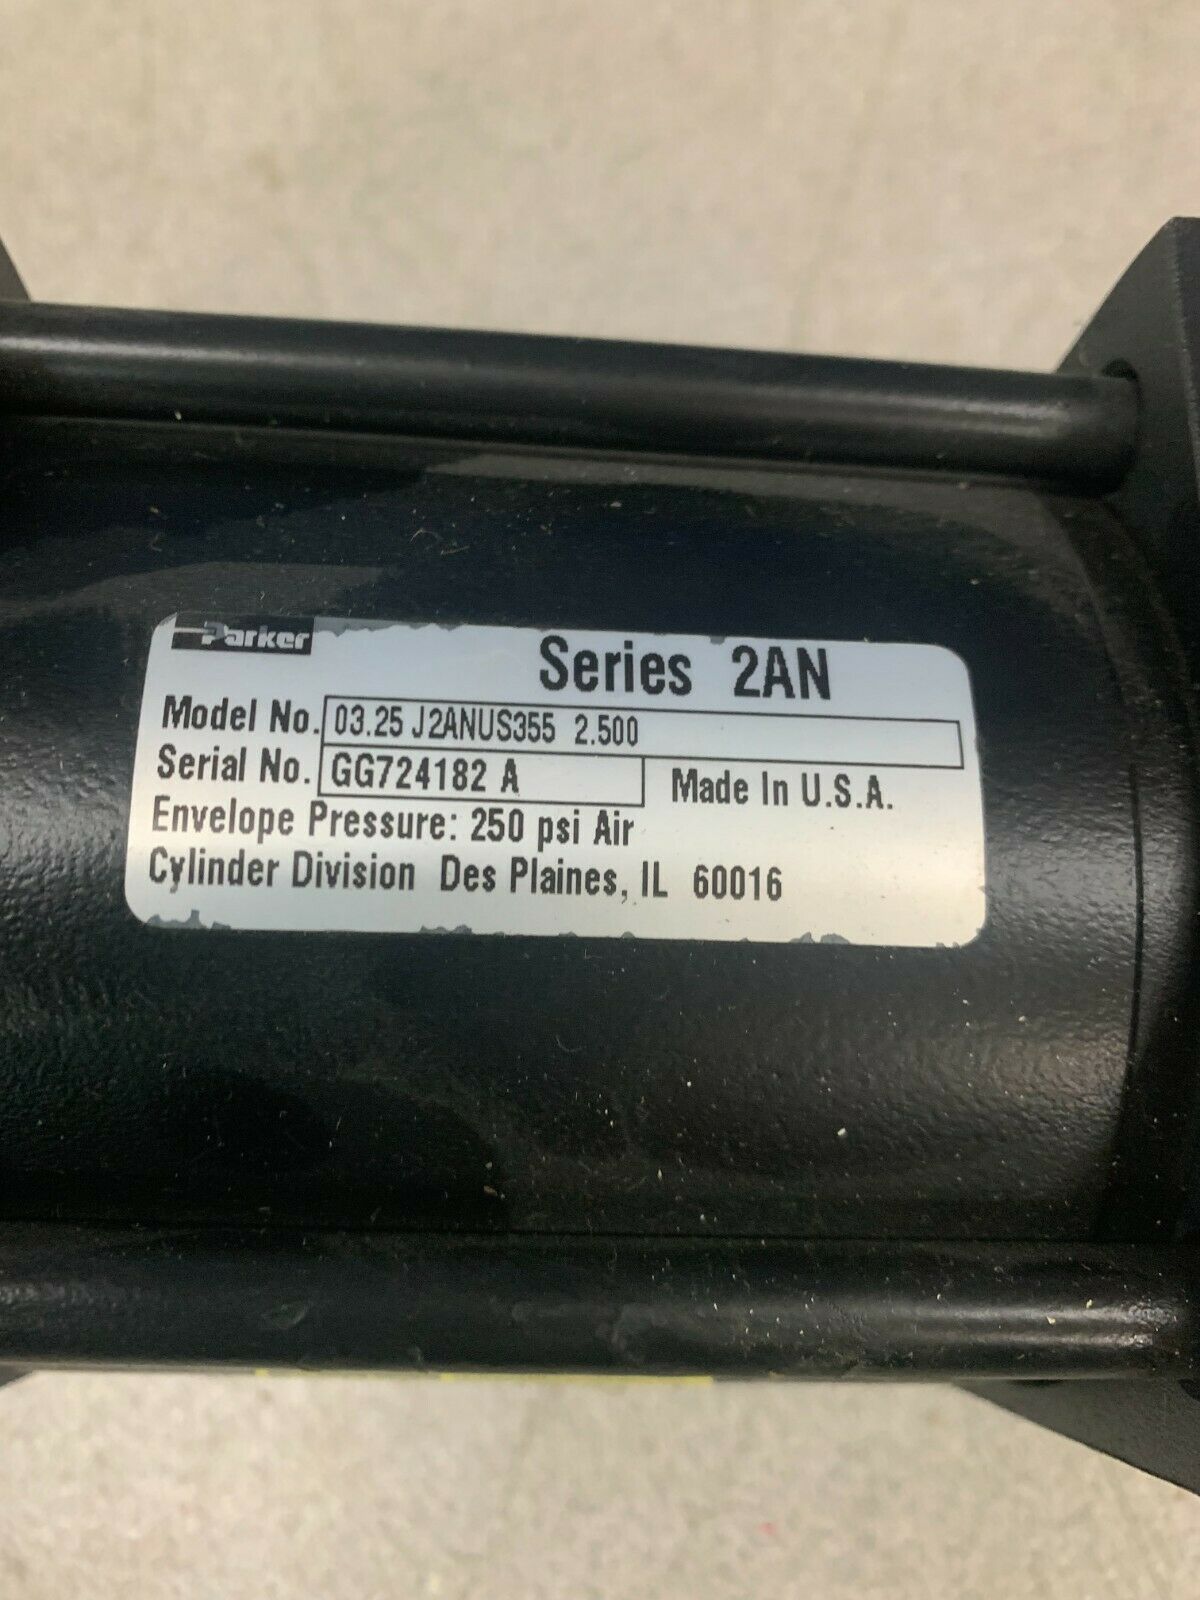 Parker
Series 2AN
Model No. 03.25 J2ANUS355 2.500
Serial No. GG724182 A Made In U.S.A.
Envelope Pressure: 250 psi Air
Cylinder Division Des Plaines, IL 60016